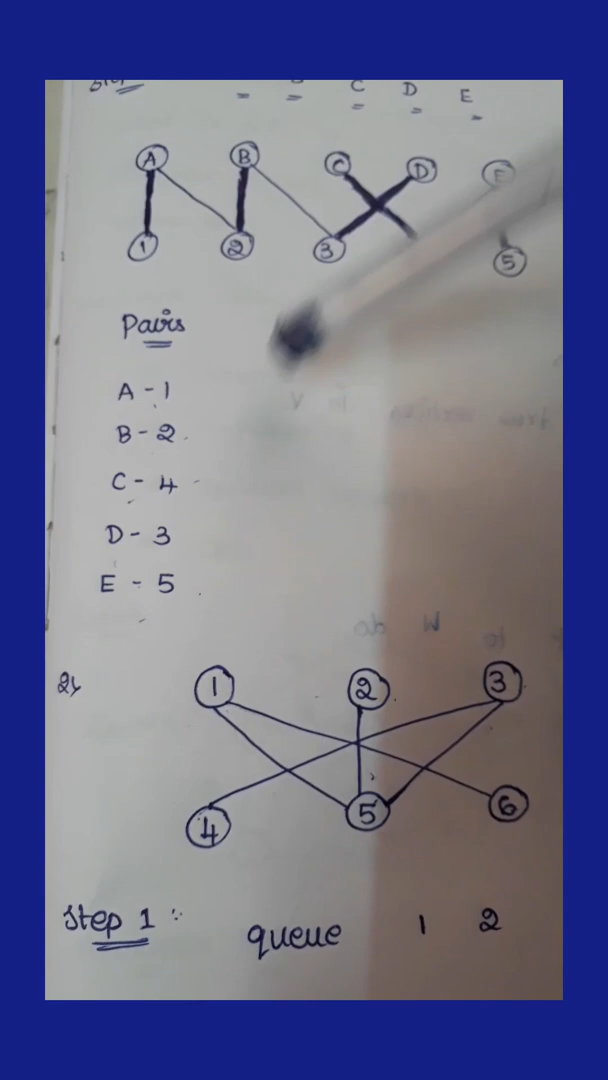 C D E
A B C D E
1 2 3 5
Pairs
A - 1
B - 2
C - 4
D - 3
E - 5
2)
1 2 3
4 5 6
Step 1 :
queue 1 2